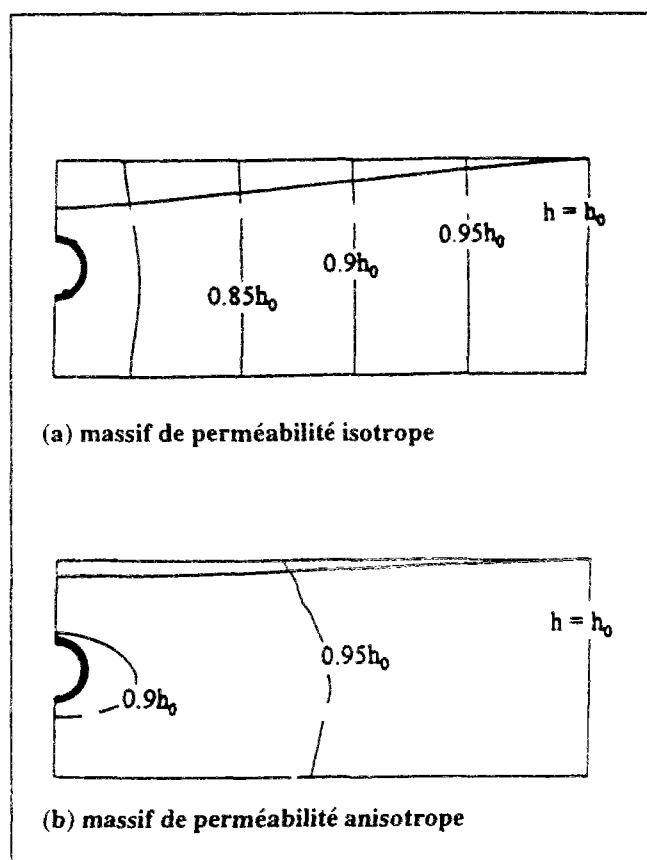 h = h₀
0.95h₀
0.9h₀
0.85h₀
(a) massif de perméabilité isotrope
h = h₀
0.95h₀
0.9h₀
(b) massif de perméabilité anisotrope